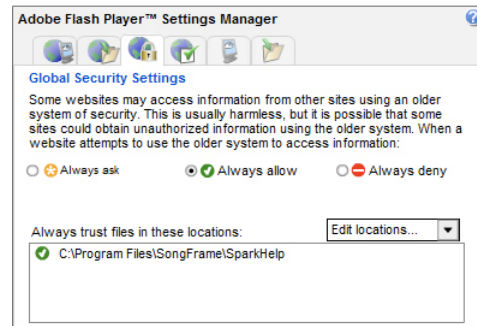 Adobe Flash Player™ Settings Manager
?
Global Security Settings
Some websites may access information from other sites using an older
system of security. This is usually harmless, but it is possible that some
sites could obtain unauthorized information using the older system. When a
website attempts to use the older system to access information:
Always ask Always allow Always deny
Always trust files in these locations: Edit locations...
C:\Program Files\SongFrame\SparkHelp